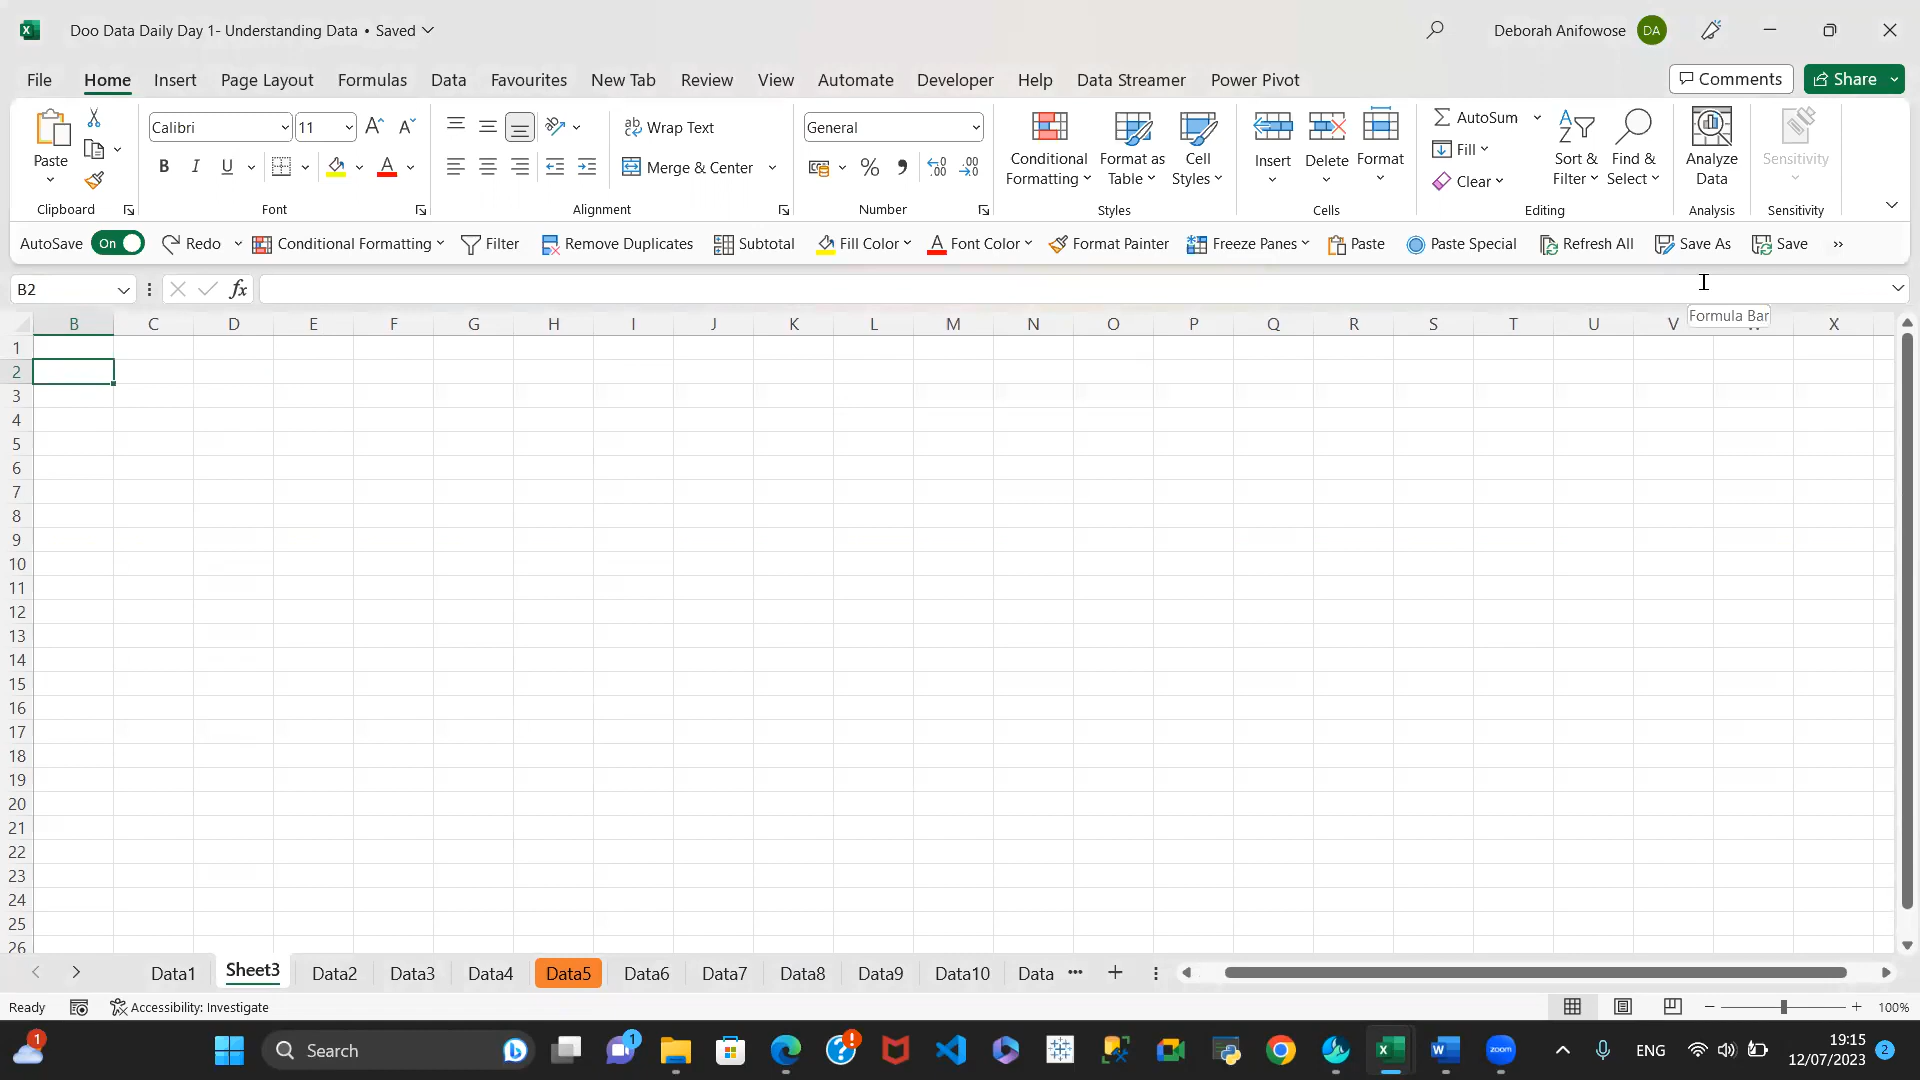 Doo Data Daily Day 1- Understanding Data • Saved
Deborah Anifowose
DA
File Home Insert Page Layout Formulas Data Favourites New Tab Review View Automate Developer Help Data Streamer Power Pivot
Comments
Share
Paste
Clipboard
Calibri
11
B I U
Font
Wrap Text
Merge & Center
Alignment
General
Number
Conditional
Formatting
Format as
Table
Cell
Styles
Styles
Insert
Delete
Format
Cells
AutoSum
Fill
Clear
Sort &
Filter
Find &
Select
Editing
Analyze
Data
Analysis
Sensitivity
Sensitivity
AutoSave On Redo Conditional Formatting Filter Remove Duplicates Subtotal Fill Color Font Color Format Painter Freeze Panes Paste Paste Special Refresh All Save As Save
B2
fx
Formula Bar
B C D E F G H I J K L M N O P Q R S T U V X
1
2
3
4
5
6
7
8
9
10
11
12
13
14
15
16
17
18
19
20
21
22
23
24
25
26
Data1 Sheet3 Data2 Data3 Data4 Data5 Data6 Data7 Data8 Data9 Data10 Data ...
Ready
Accessibility: Investigate
100%
1
Search
1
zoom
ENG
19:15
12/07/2023
2